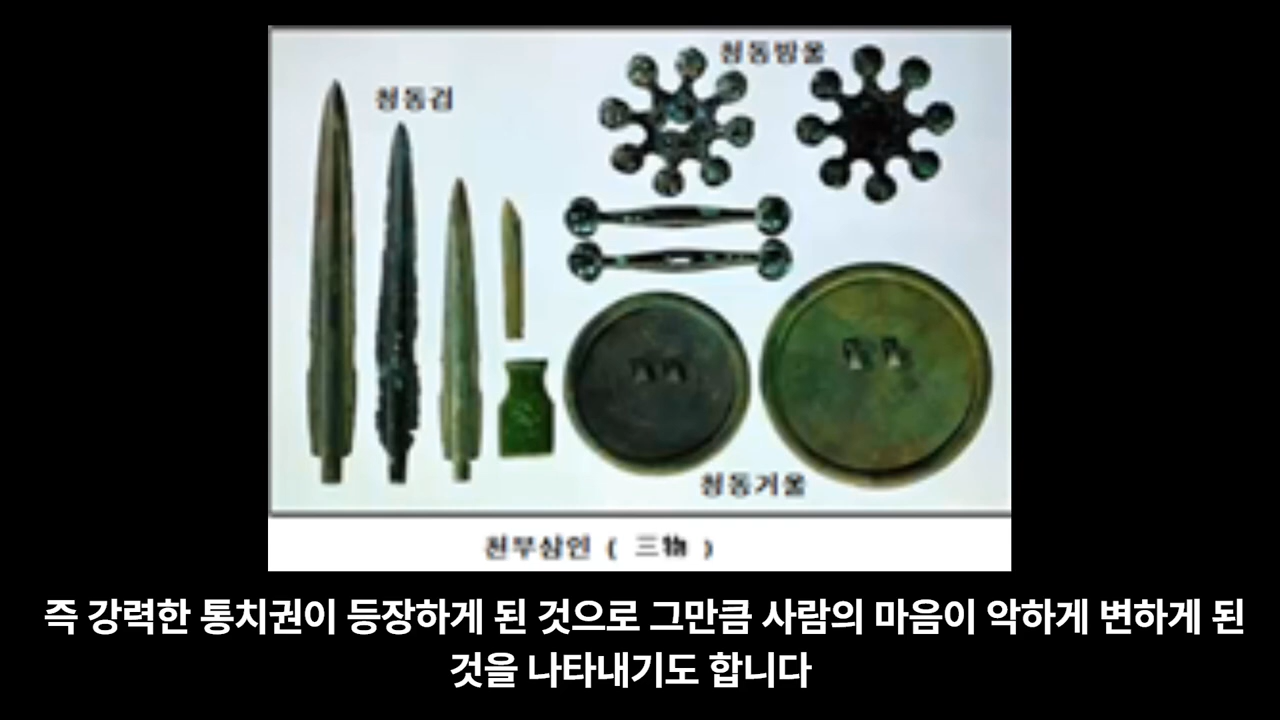 청동방울
청동검
청동거울
천부삼인 ( 三物 )
즉 강력한 통치권이 등장하게 된 것으로 그만큼 사람의 마음이 악하게 변하게 된
것을 나타내기도 합니다